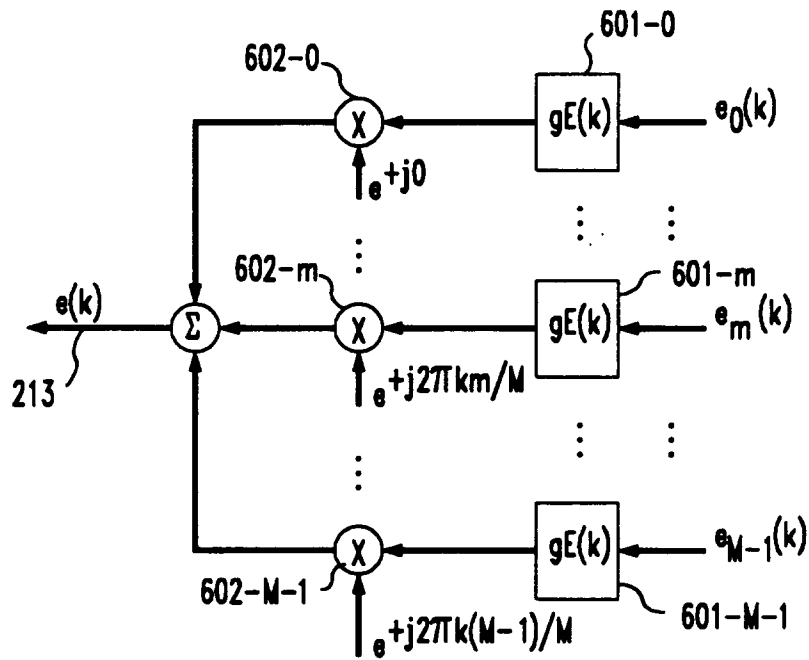 601-0
602-0
gE(k)
e0(k)
X
e+j0
602-m
601-m
e(k)
Σ
X
gE(k)
em(k)
213
e+j2πkm/M
X
gE(k)
eM-1(k)
602-M-1
601-M-1
e+j2πk(M-1)/M